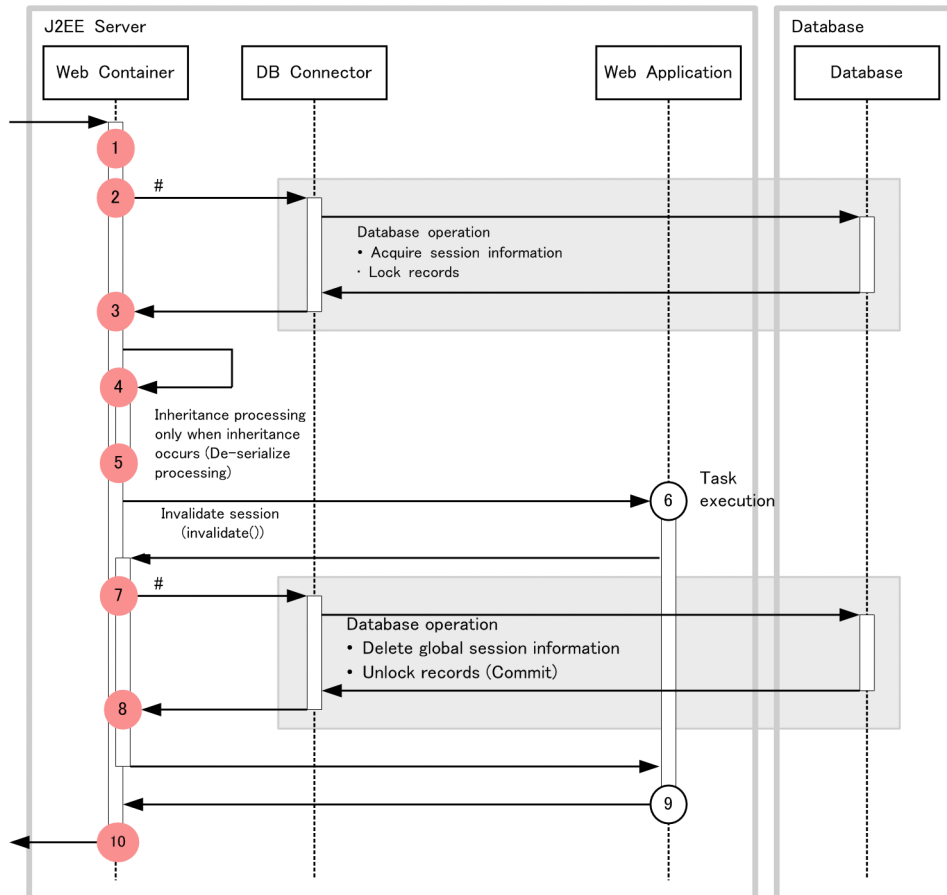 J2EE Server
Database
Web Container
DB Connector
Web Application
Database
1
2
#
Database operation
• Acquire session information
· Lock records
3
4
Inheritance processing
only when inheritance
occurs (De-serialize
processing)
5
6
Task
execution
Invalidate session
(invalidate())
7
#
Database operation
• Delete global session information
• Unlock records (Commit)
8
9
10